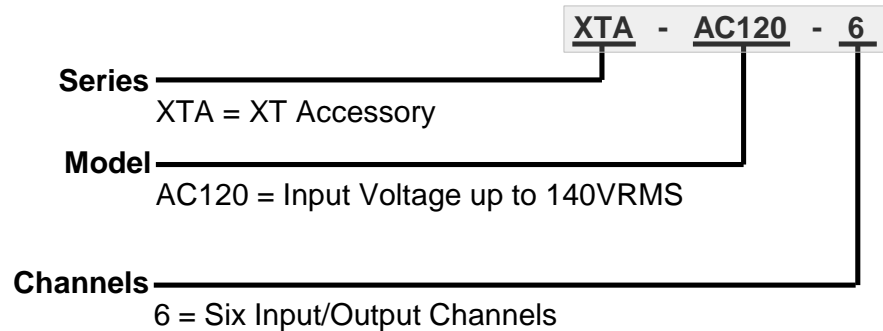 XTA - AC120 - 6
Series
XTA = XT Accessory
Model
AC120 = Input Voltage up to 140VRMS
Channels
6 = Six Input/Output Channels